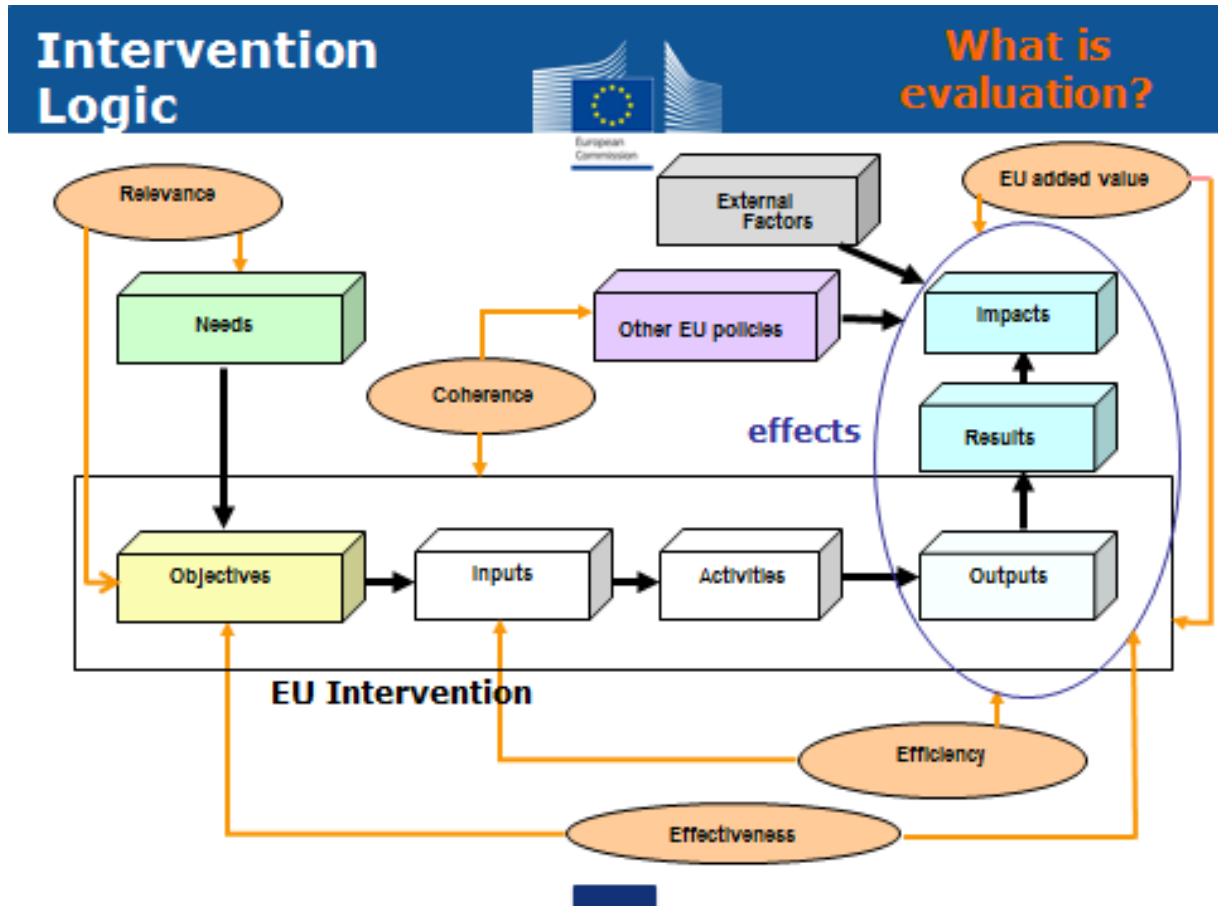 Intervention
Logic
What is
evaluation?
European
Commission
Relevance
EU added value
External
Factors
Needs
Other EU policies
Impacts
Coherence
effects
Results
Objectives
Inputs
Activities
Outputs
EU Intervention
Efficiency
Effectiveness